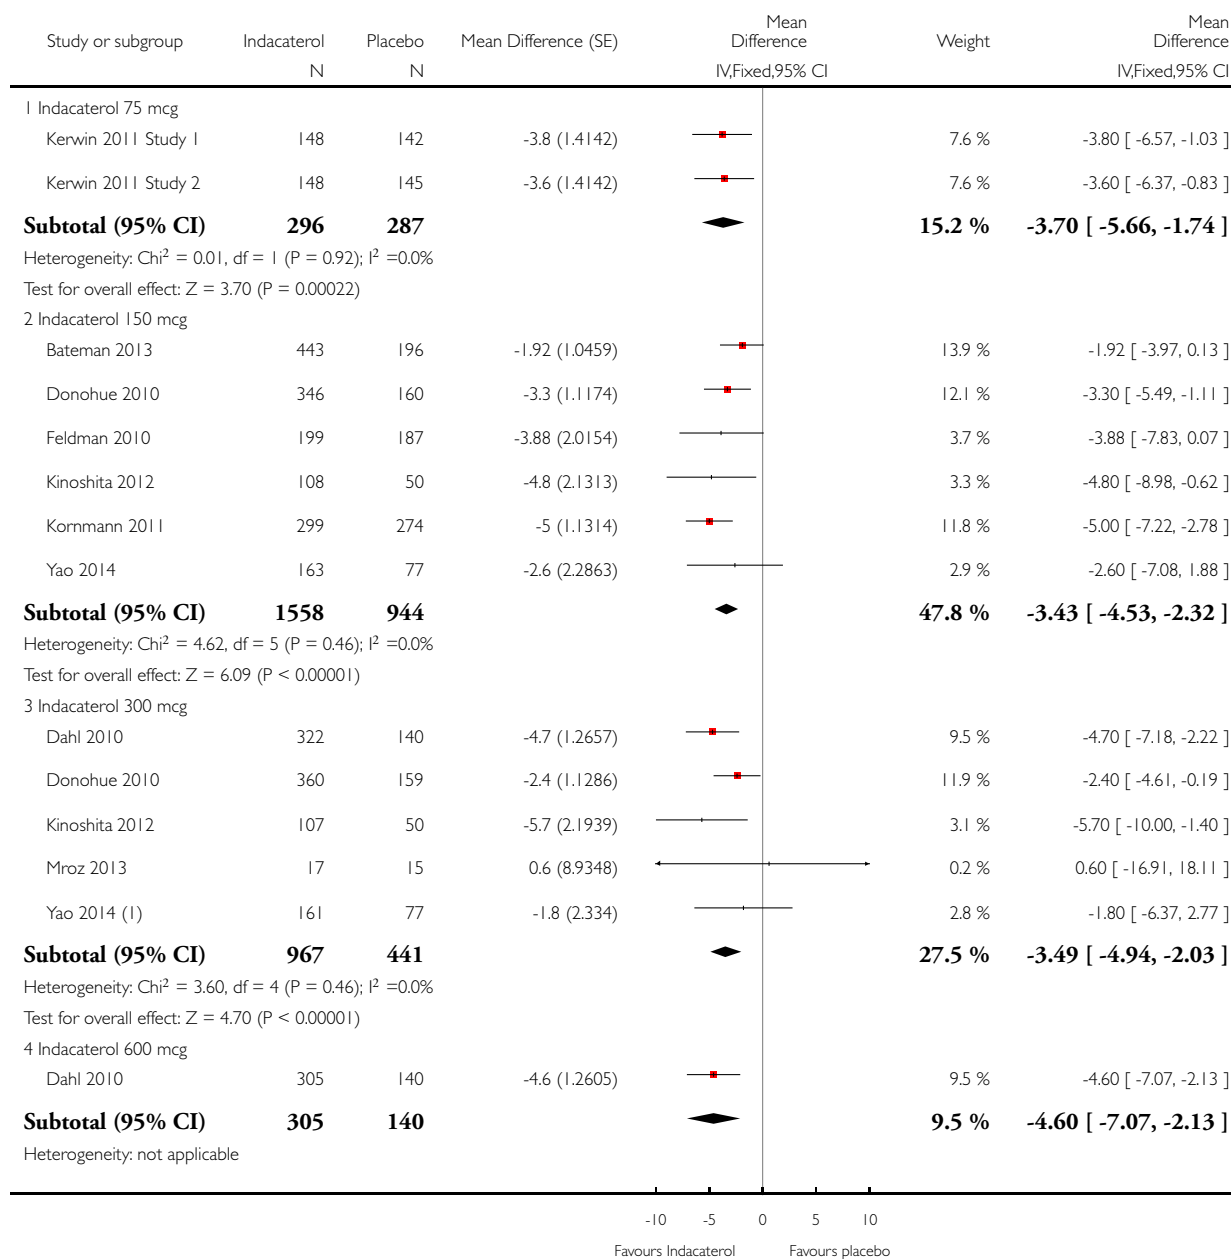 Study or subgroup Indacaterol Placebo Mean Difference (SE) Mean Difference Weight Mean Difference
N N IV,Fixed,95% CI IV,Fixed,95% CI
1 Indacaterol 75 mcg
Kerwin 2011 Study 1 148 142 -3.8 (1.4142) 7.6 % -3.80 [ -6.57, -1.03 ]
Kerwin 2011 Study 2 148 145 -3.6 (1.4142) 7.6 % -3.60 [ -6.37, -0.83 ]
Subtotal (95% CI) 296 287 15.2 % -3.70 [ -5.66, -1.74 ]
Heterogeneity: Chi² = 0.01, df = 1 (P = 0.92); I² =0.0%
Test for overall effect: Z = 3.70 (P = 0.00022)
2 Indacaterol 150 mcg
Bateman 2013 443 196 -1.92 (1.0459) 13.9 % -1.92 [ -3.97, 0.13 ]
Donohue 2010 346 160 -3.3 (1.1174) 12.1 % -3.30 [ -5.49, -1.11 ]
Feldman 2010 199 187 -3.88 (2.0154) 3.7 % -3.88 [ -7.83, 0.07 ]
Kinoshita 2012 108 50 -4.8 (2.1313) 3.3 % -4.80 [ -8.98, -0.62 ]
Kornmann 2011 299 274 -5 (1.1314) 11.8 % -5.00 [ -7.22, -2.78 ]
Yao 2014 163 77 -2.6 (2.2863) 2.9 % -2.60 [ -7.08, 1.88 ]
Subtotal (95% CI) 1558 944 47.8 % -3.43 [ -4.53, -2.32 ]
Heterogeneity: Chi² = 4.62, df = 5 (P = 0.46); I² =0.0%
Test for overall effect: Z = 6.09 (P < 0.00001)
3 Indacaterol 300 mcg
Dahl 2010 322 140 -4.7 (1.2657) 9.5 % -4.70 [ -7.18, -2.22 ]
Donohue 2010 360 159 -2.4 (1.1286) 11.9 % -2.40 [ -4.61, -0.19 ]
Kinoshita 2012 107 50 -5.7 (2.1939) 3.1 % -5.70 [ -10.00, -1.40 ]
Mroz 2013 17 15 0.6 (8.9348) 0.2 % 0.60 [ -16.91, 18.11 ]
Yao 2014 (1) 161 77 -1.8 (2.334) 2.8 % -1.80 [ -6.37, 2.77 ]
Subtotal (95% CI) 967 441 27.5 % -3.49 [ -4.94, -2.03 ]
Heterogeneity: Chi² = 3.60, df = 4 (P = 0.46); I² =0.0%
Test for overall effect: Z = 4.70 (P < 0.00001)
4 Indacaterol 600 mcg
Dahl 2010 305 140 -4.6 (1.2605) 9.5 % -4.60 [ -7.07, -2.13 ]
Subtotal (95% CI) 305 140 9.5 % -4.60 [ -7.07, -2.13 ]
Heterogeneity: not applicable
-10 -5 0 5 10
Favours Indacaterol Favours placebo